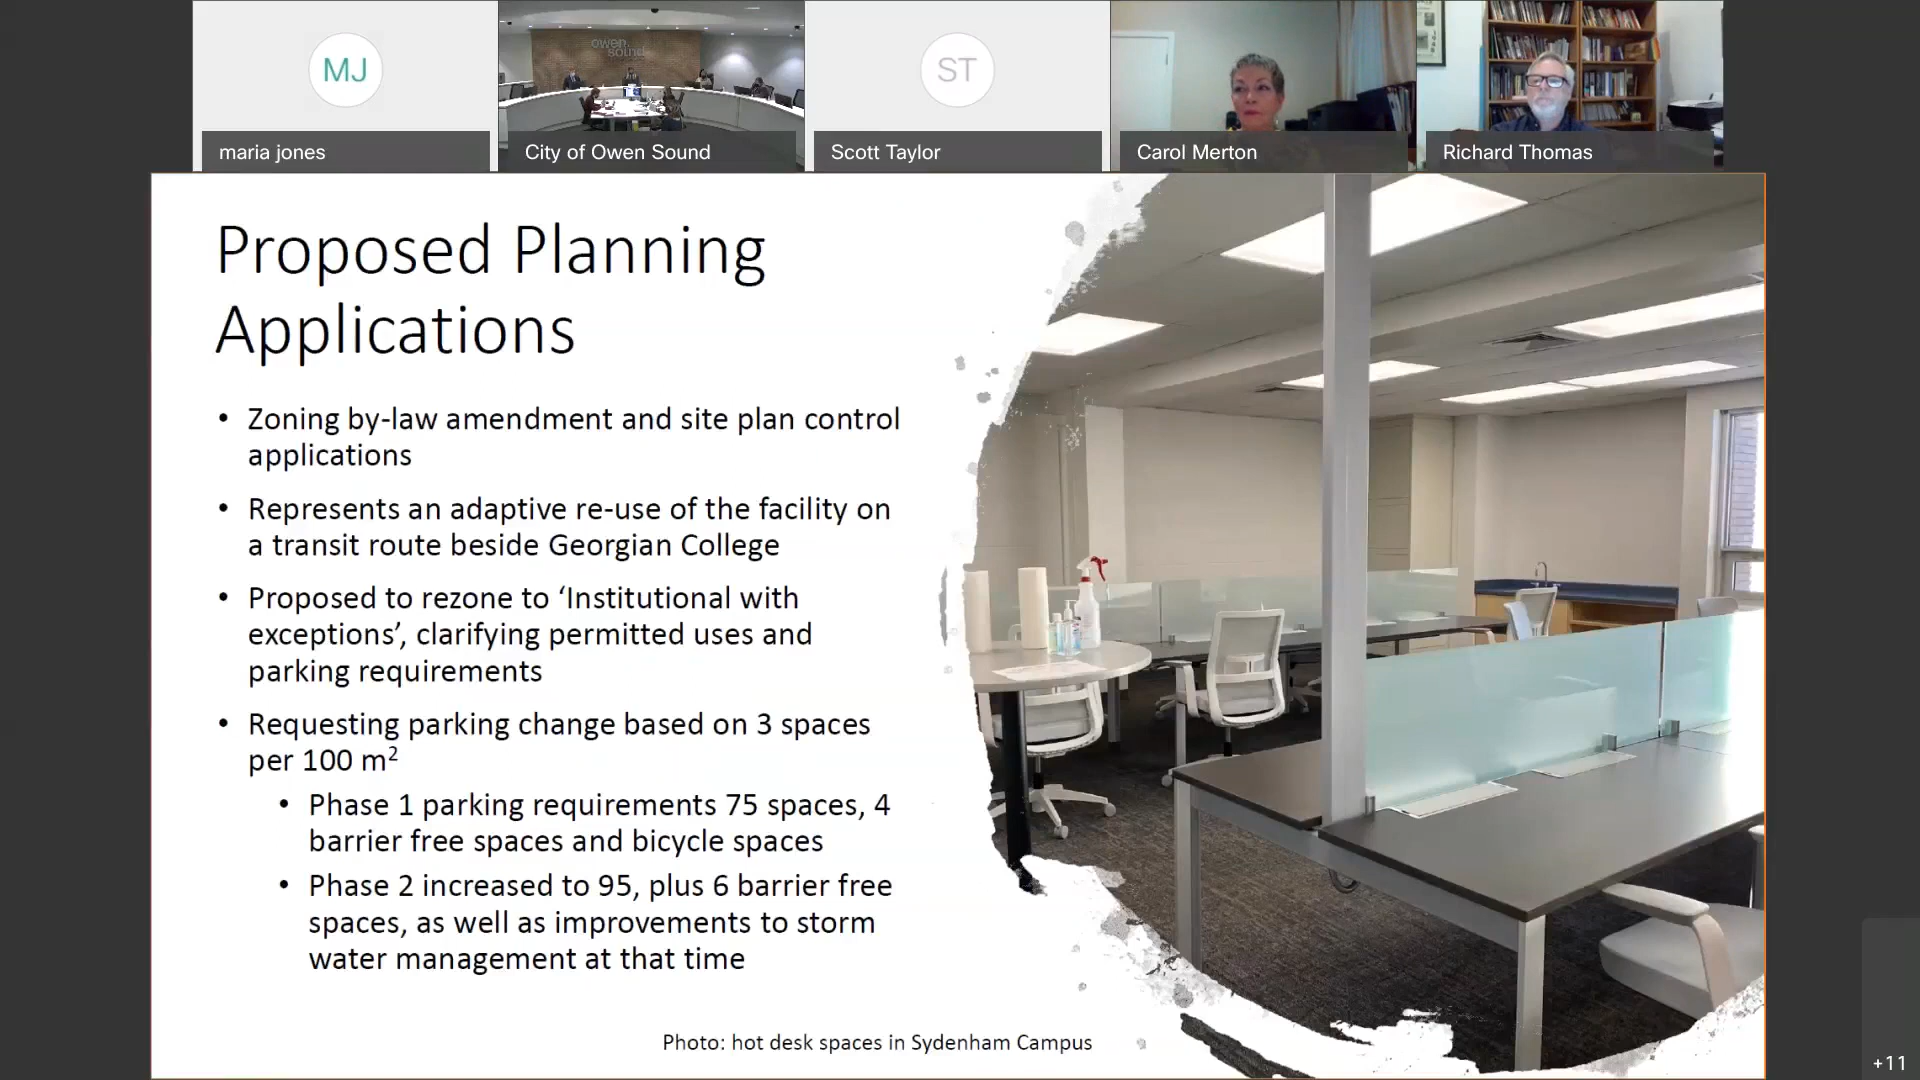 MJ
owen
sound
ST
maria jones
City of Owen Sound
Scott Taylor
Carol Merton
Richard Thomas
Proposed Planning
Applications
• Zoning by-law amendment and site plan control
applications
• Represents an adaptive re-use of the facility on
a transit route beside Georgian College
• Proposed to rezone to ‘Institutional with
exceptions’, clarifying permitted uses and
parking requirements
• Requesting parking change based on 3 spaces
per 100 m²
• Phase 1 parking requirements 75 spaces, 4
barrier free spaces and bicycle spaces
• Phase 2 increased to 95, plus 6 barrier free
spaces, as well as improvements to storm
water management at that time
Photo: hot desk spaces in Sydenham Campus
+11